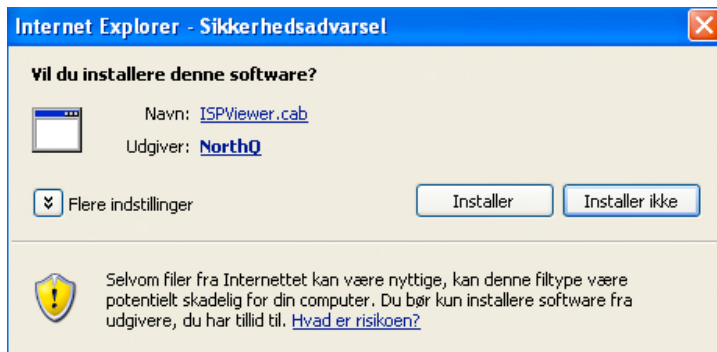 Internet Explorer - Sikkerhedsadvarsel
Vil du installere denne software?
Navn: ISPViewer.cab
Udgiver: NorthQ
Flere indstillinger
Installer
Installer ikke
Selvom filer fra Internettet kan være nyttige, kan denne filtype være
potentielt skadelig for din computer. Du bør kun installere software fra
udgivere, du har tillid til. Hvad er risikoen?